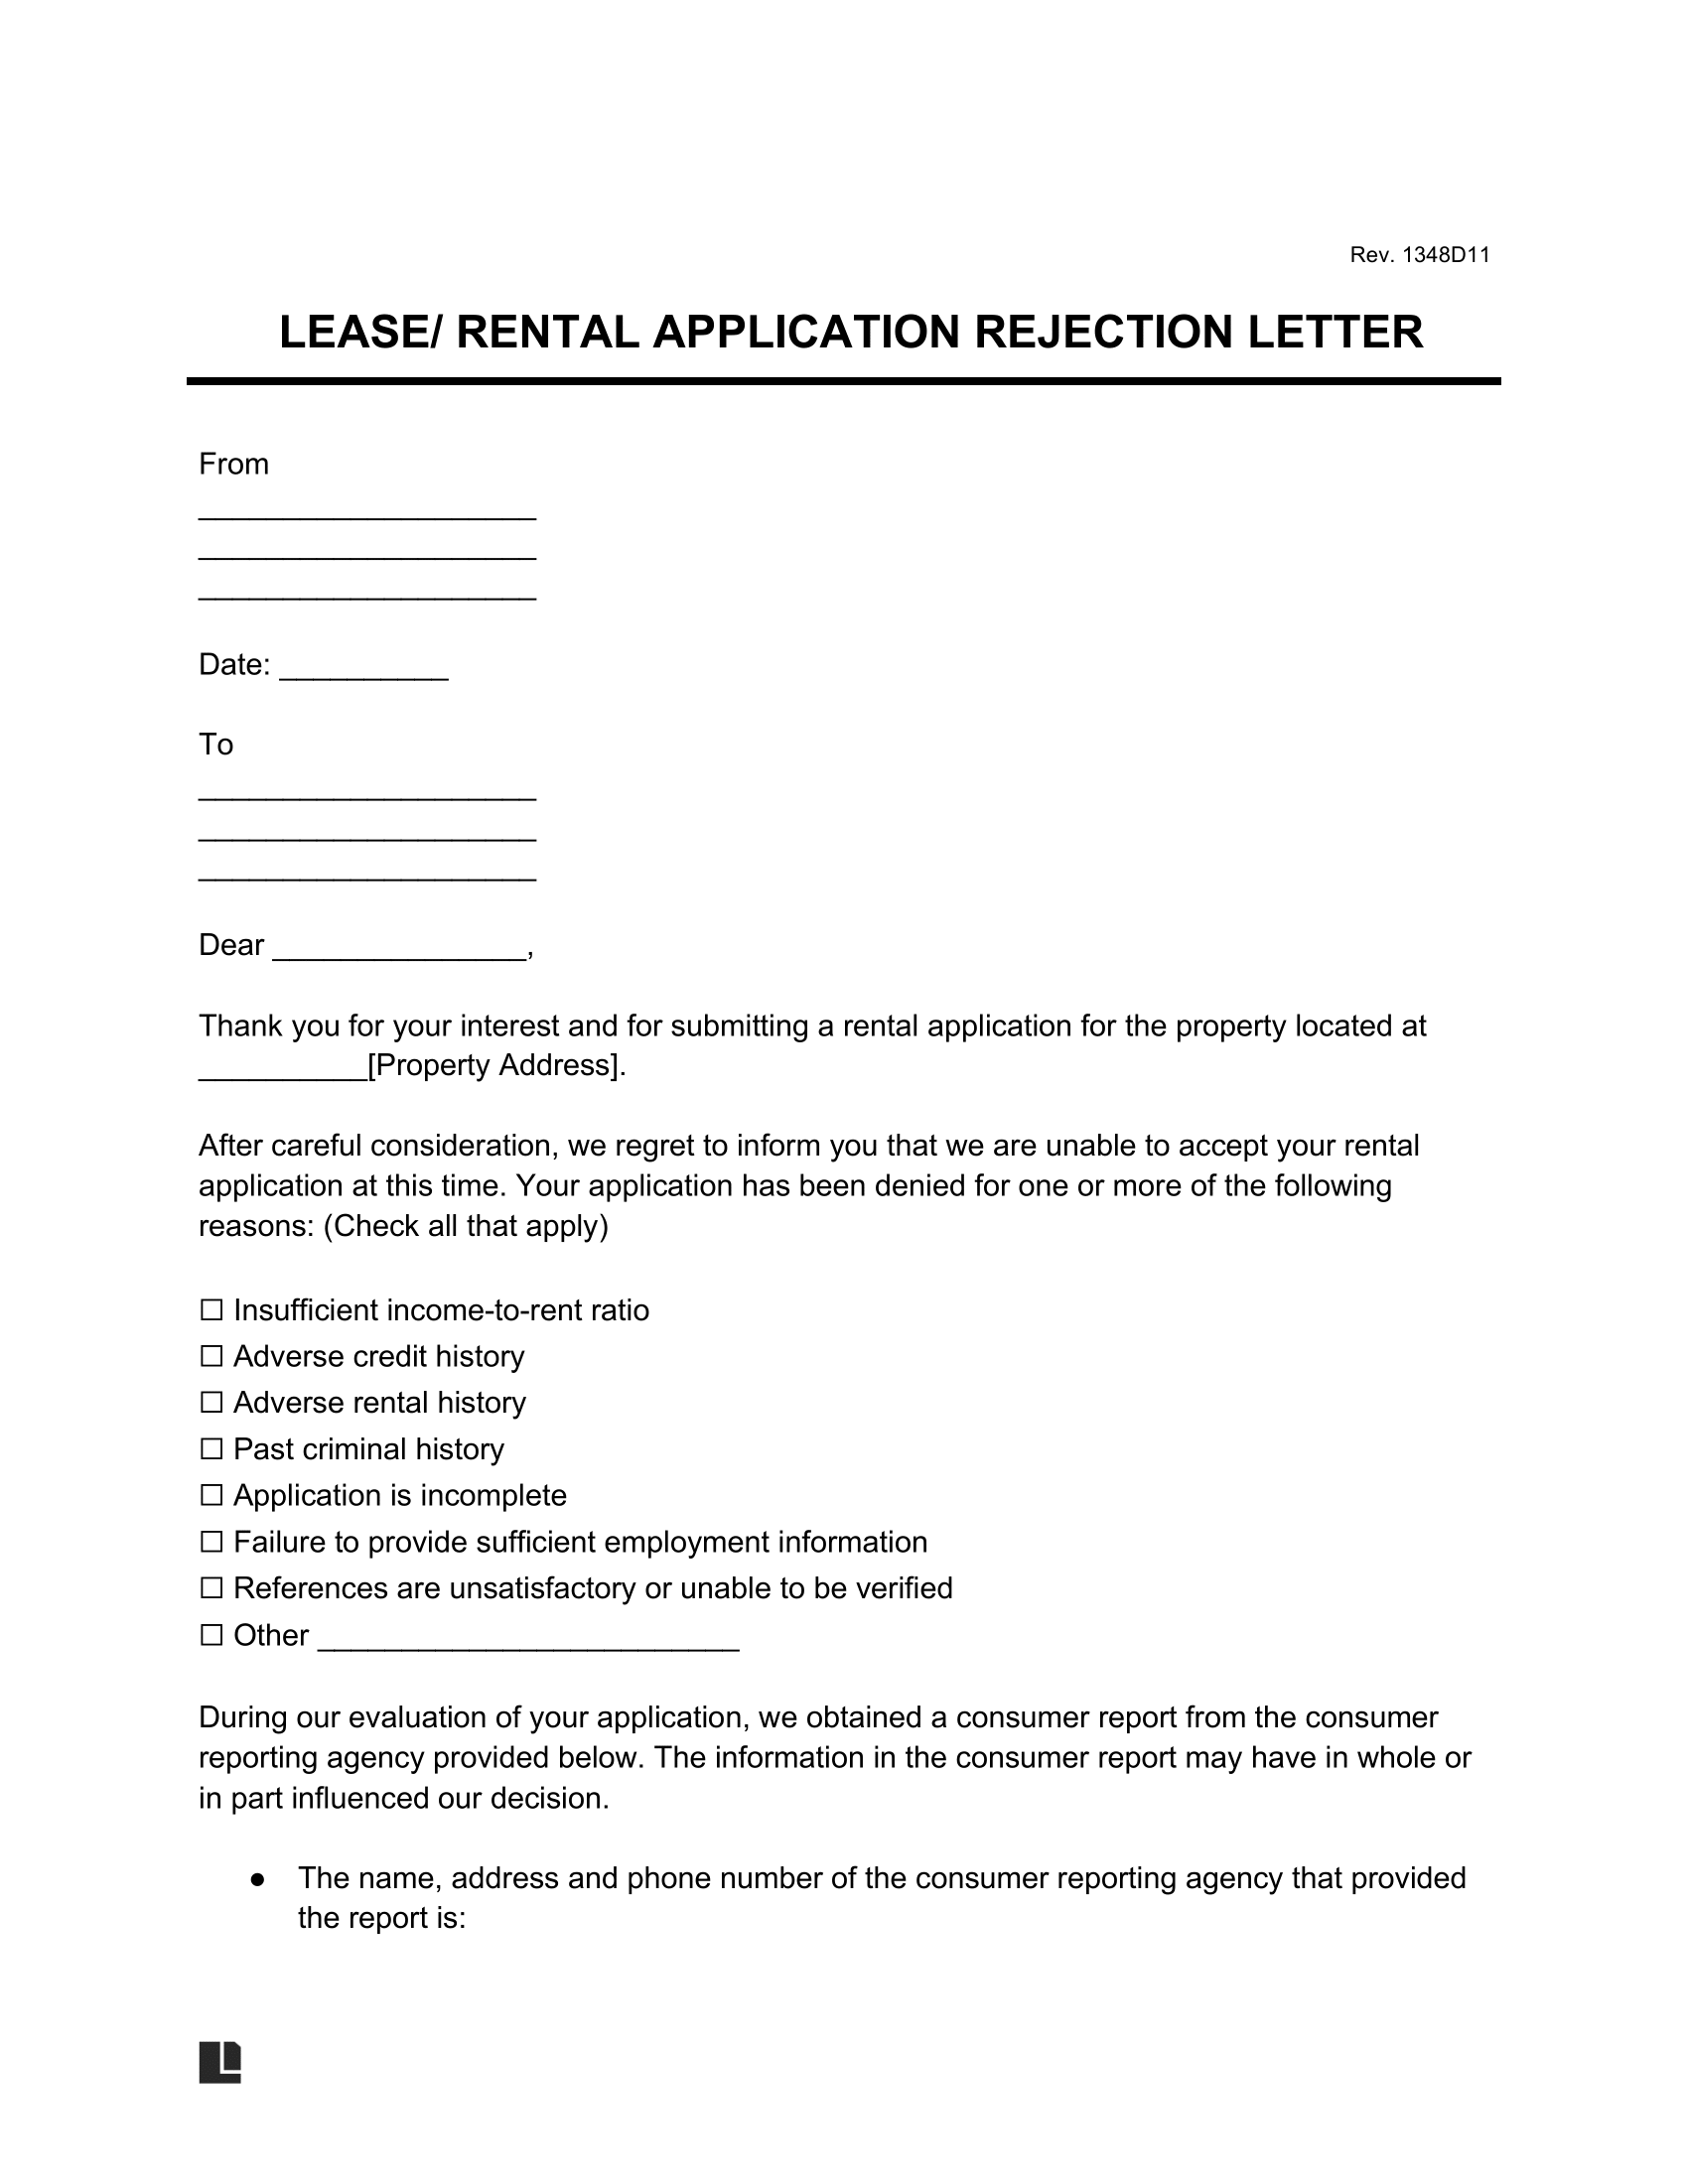 Rev. 1348D11
LEASE/ RENTAL APPLICATION REJECTION LETTER
From
____________________
____________________
____________________
Date: __________
To
____________________
____________________
____________________
Dear _______________,
Thank you for your interest and for submitting a rental application for the property located at
__________[Property Address].
After careful consideration, we regret to inform you that we are unable to accept your rental
application at this time. Your application has been denied for one or more of the following
reasons: (Check all that apply)
☐ Insufficient income-to-rent ratio
☐ Adverse credit history
☐ Adverse rental history
☐ Past criminal history
☐ Application is incomplete
☐ Failure to provide sufficient employment information
☐ References are unsatisfactory or unable to be verified
☐ Other _________________________
During our evaluation of your application, we obtained a consumer report from the consumer
reporting agency provided below. The information in the consumer report may have in whole or
in part influenced our decision.
● The name, address and phone number of the consumer reporting agency that provided
the report is: